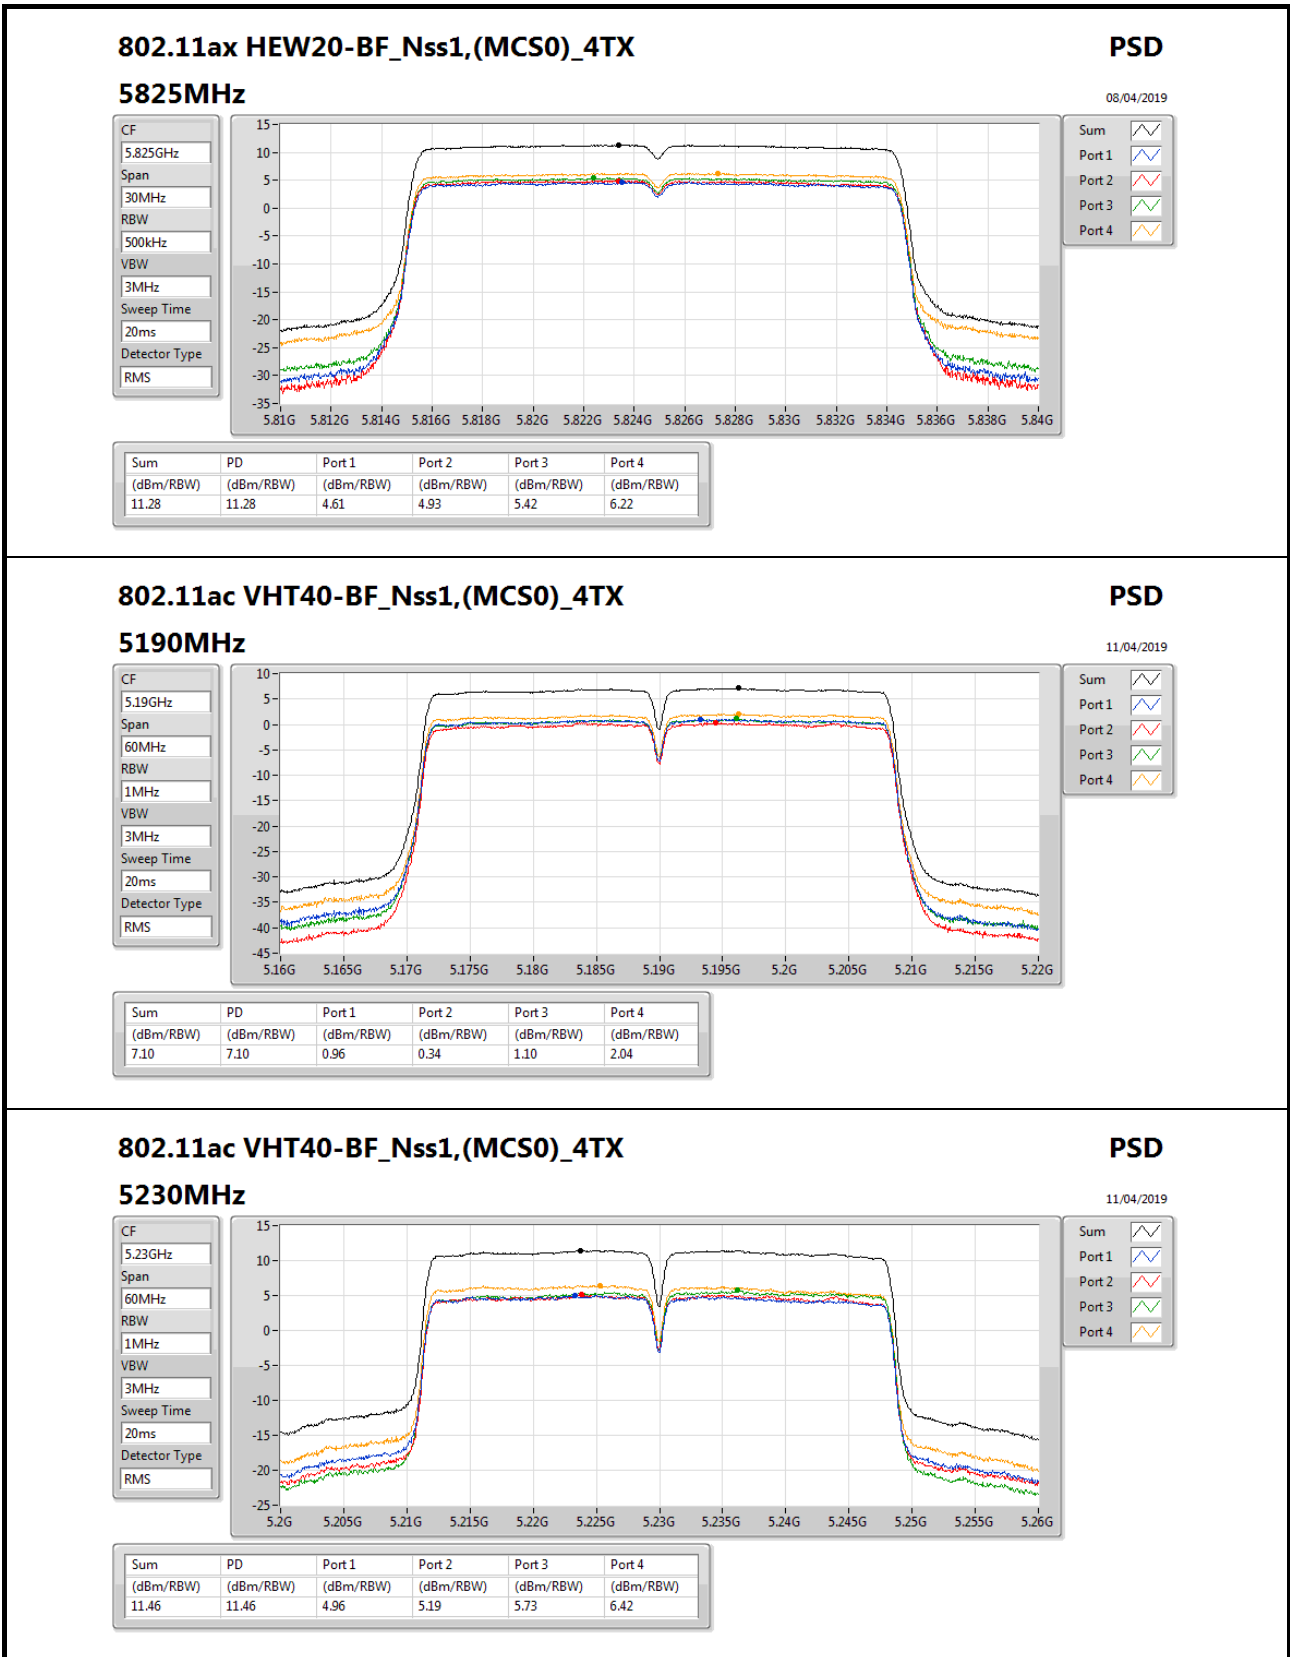 802.11ax HEW20-BF_Nss1,(MCS0)_4TX PSD
5825MHz 08/04/2019
CF
5.825GHz
Span
30MHz
RBW
500kHz
VBW
3MHz
Sweep Time
20ms
Detector Type
RMS
15
10
5
0
-5
-10
-15
-20
-25
-30
-35
5.81G 5.812G 5.814G 5.816G 5.818G 5.82G 5.822G 5.824G 5.826G 5.828G 5.83G 5.832G 5.834G 5.836G 5.838G 5.84G
Sum
Port 1
Port 2
Port 3
Port 4
Sum PD Port 1 Port 2 Port 3 Port 4
(dBm/RBW) (dBm/RBW) (dBm/RBW) (dBm/RBW) (dBm/RBW) (dBm/RBW)
11.28 11.28 4.61 4.93 5.42 6.22
802.11ac VHT40-BF_Nss1,(MCS0)_4TX PSD
5190MHz 11/04/2019
CF
5.19GHz
Span
60MHz
RBW
1MHz
VBW
3MHz
Sweep Time
20ms
Detector Type
RMS
10
5
0
-5
-10
-15
-20
-25
-30
-35
-40
-45
5.16G 5.165G 5.17G 5.175G 5.18G 5.185G 5.19G 5.195G 5.2G 5.205G 5.21G 5.215G 5.22G
Sum
Port 1
Port 2
Port 3
Port 4
Sum PD Port 1 Port 2 Port 3 Port 4
(dBm/RBW) (dBm/RBW) (dBm/RBW) (dBm/RBW) (dBm/RBW) (dBm/RBW)
7.10 7.10 0.96 0.34 1.10 2.04
802.11ac VHT40-BF_Nss1,(MCS0)_4TX PSD
5230MHz 11/04/2019
CF
5.23GHz
Span
60MHz
RBW
1MHz
VBW
3MHz
Sweep Time
20ms
Detector Type
RMS
15
10
5
0
-5
-10
-15
-20
-25
5.2G 5.205G 5.21G 5.215G 5.22G 5.225G 5.23G 5.235G 5.24G 5.245G 5.25G 5.255G 5.26G
Sum
Port 1
Port 2
Port 3
Port 4
Sum PD Port 1 Port 2 Port 3 Port 4
(dBm/RBW) (dBm/RBW) (dBm/RBW) (dBm/RBW) (dBm/RBW) (dBm/RBW)
11.46 11.46 4.96 5.19 5.73 6.42